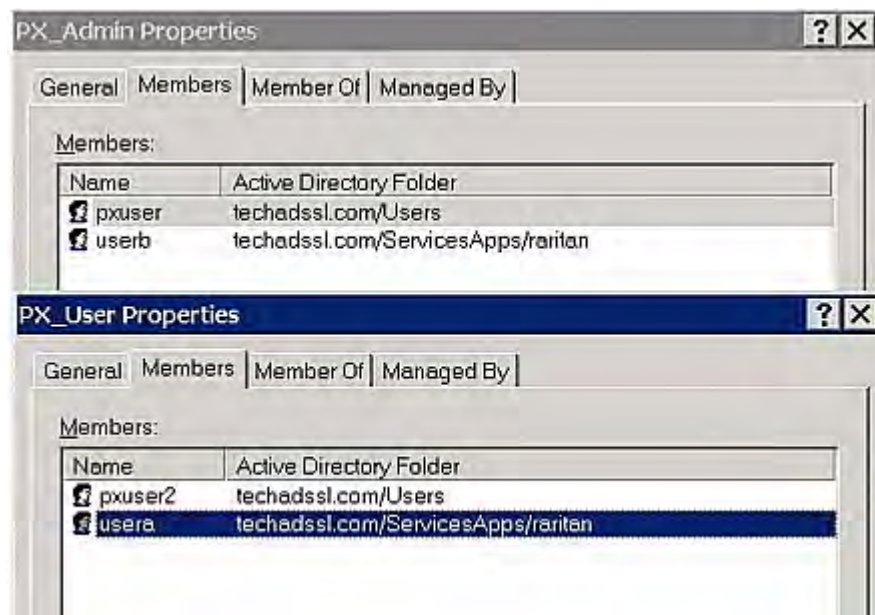 PX_Admin Properties
General Members Member Of Managed By
Members:
Name Active Directory Folder
pxuser techadssl.com/Users
userb techadssl.com/ServicesApps/raritan
PX_User Properties
General Members Member Of Managed By
Members:
Name Active Directory Folder
pxuser2 techadssl.com/Users
usera techadssl.com/ServicesApps/raritan